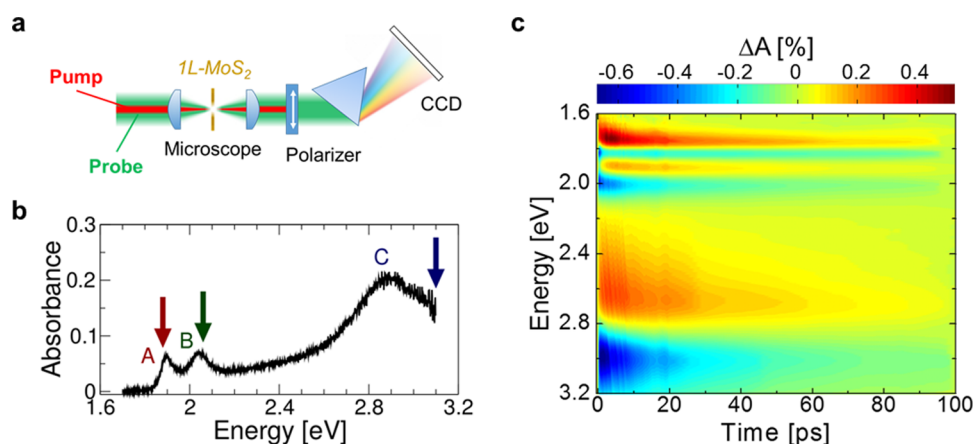 a
1L-MoS₂
Pump
Probe
Microscope
Polarizer
CCD
b
Absorbance
0.3
0.2
0.1
0
A
B
C
1.6
2
2.4
2.8
3.2
Energy [eV]
c
ΔA [%]
-0.6
-0.4
-0.2
0
0.2
0.4
Energy [eV]
1.6
2.0
2.4
2.8
3.2
0
20
40
60
80
100
Time [ps]